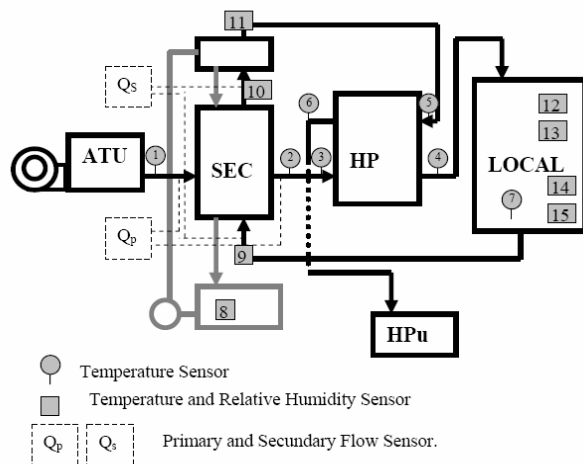 11
Qs
10
6
5
12
13
ATU
1
SEC
2
3
HP
4
LOCAL
14
7
15
Qp
9
8
HPu
Temperature Sensor
Temperature and Relative Humidity Sensor
Qp Qs Primary and Secundary Flow Sensor.